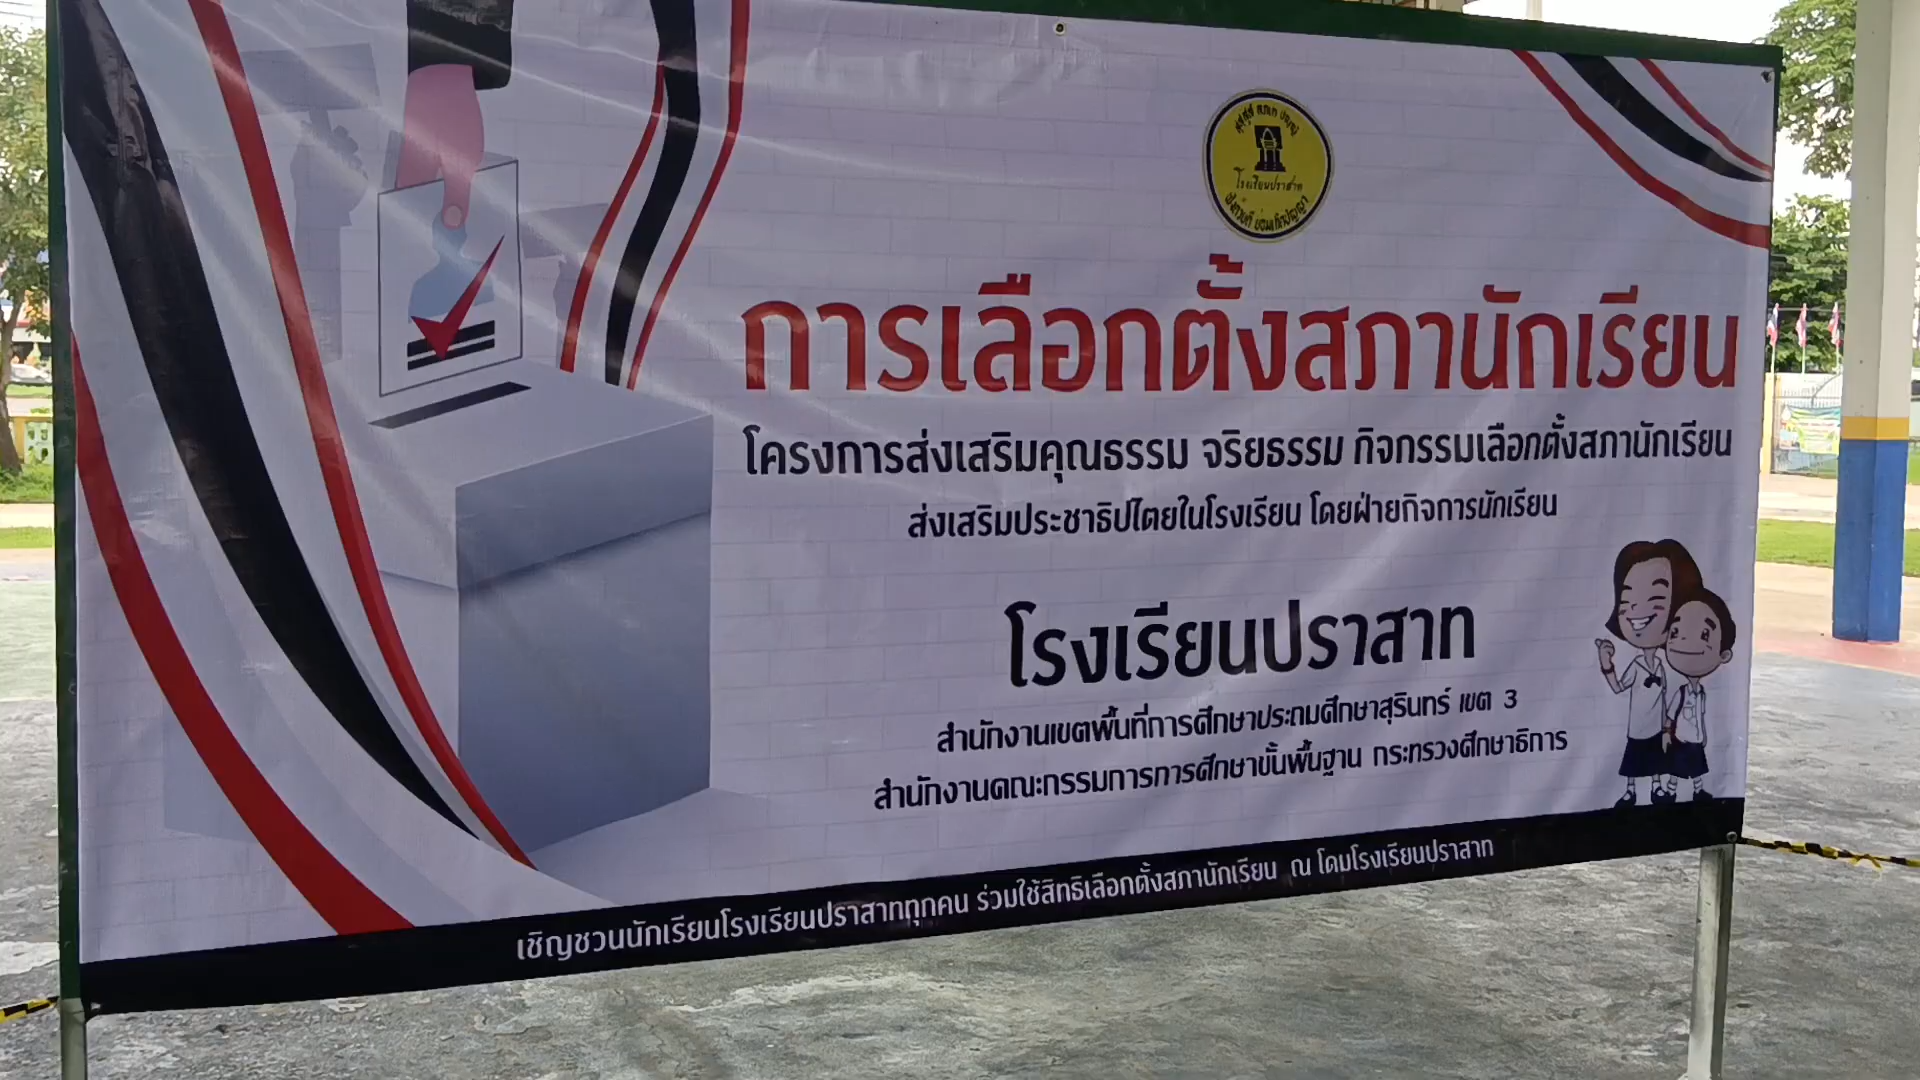 โรงเรียนปราสาท
การเลือกตั้งสภานักเรียน
โครงการส่งเสริมคุณธรรม จริยธรรม กิจกรรมเลือกตั้งสภานักเรียน
ส่งเสริมประชาธิปไตยในโรงเรียน โดยฝ่ายกิจการนักเรียน
โรงเรียนปราสาท
สำนักงานเขตพื้นที่การศึกษาประถมศึกษาสุรินทร์ เขต 3
สำนักงานคณะกรรมการการศึกษาขั้นพื้นฐาน กระทรวงศึกษาธิการ
เชิญชวนนักเรียนโรงเรียนปราสาททุกคน ร่วมใช้สิทธิเลือกตั้งสภานักเรียน ณ โดมโรงเรียนปราสาท